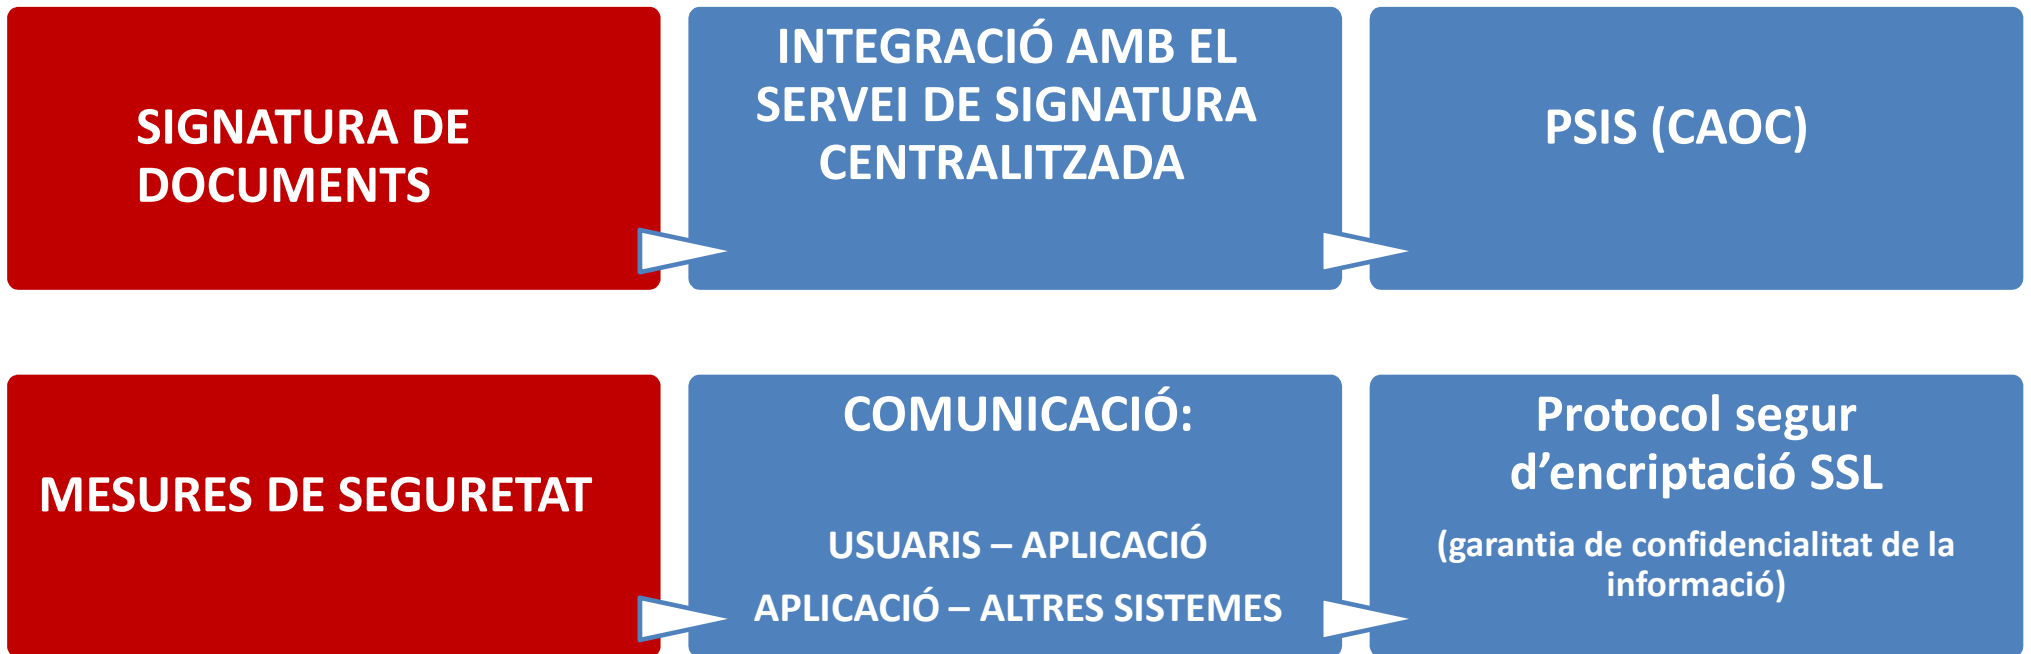 SIGNATURA DE
DOCUMENTS
INTEGRACIÓ AMB EL
SERVEI DE SIGNATURA
CENTRALITZADA
PSIS (CAOC)
MESURES DE SEGURETAT
COMUNICACIÓ:
USUARIS – APLICACIÓ
APLICACIÓ – ALTRES SISTEMES
Protocol segur
d’encriptació SSL
(garantia de confidencialitat de la
informació)